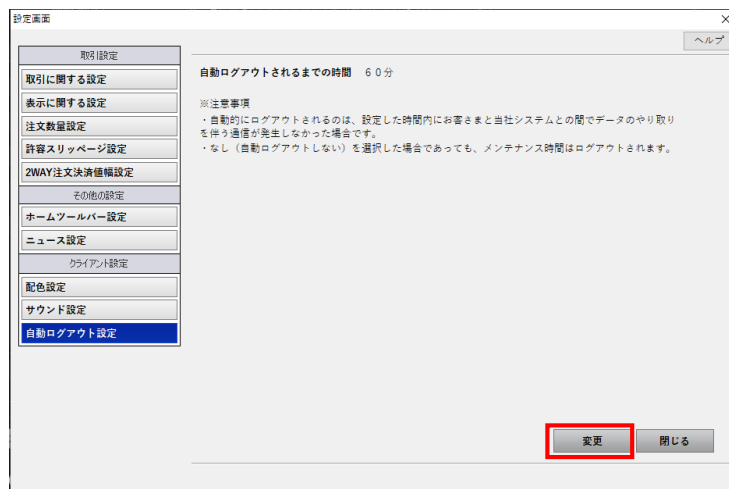 設定画面
ヘルプ
取引設定
取引に関する設定
表示に関する設定
注文数量設定
許容スリッページ設定
2WAY注文決済値幅設定
その他の設定
ホームツールバー設定
ニュース設定
クライアント設定
配色設定
サウンド設定
自動ログアウト設定
自動ログアウトされるまでの時間 60分
※注意事項
・自動的にログアウトされるのは、設定した時間内にお客さまと当社システムとの間でデータのやり取り
を伴う通信が発生しなかった場合です。
・なし（自動ログアウトしない）を選択した場合であっても、メンテナンス時間はログアウトされます。
変更
閉じる